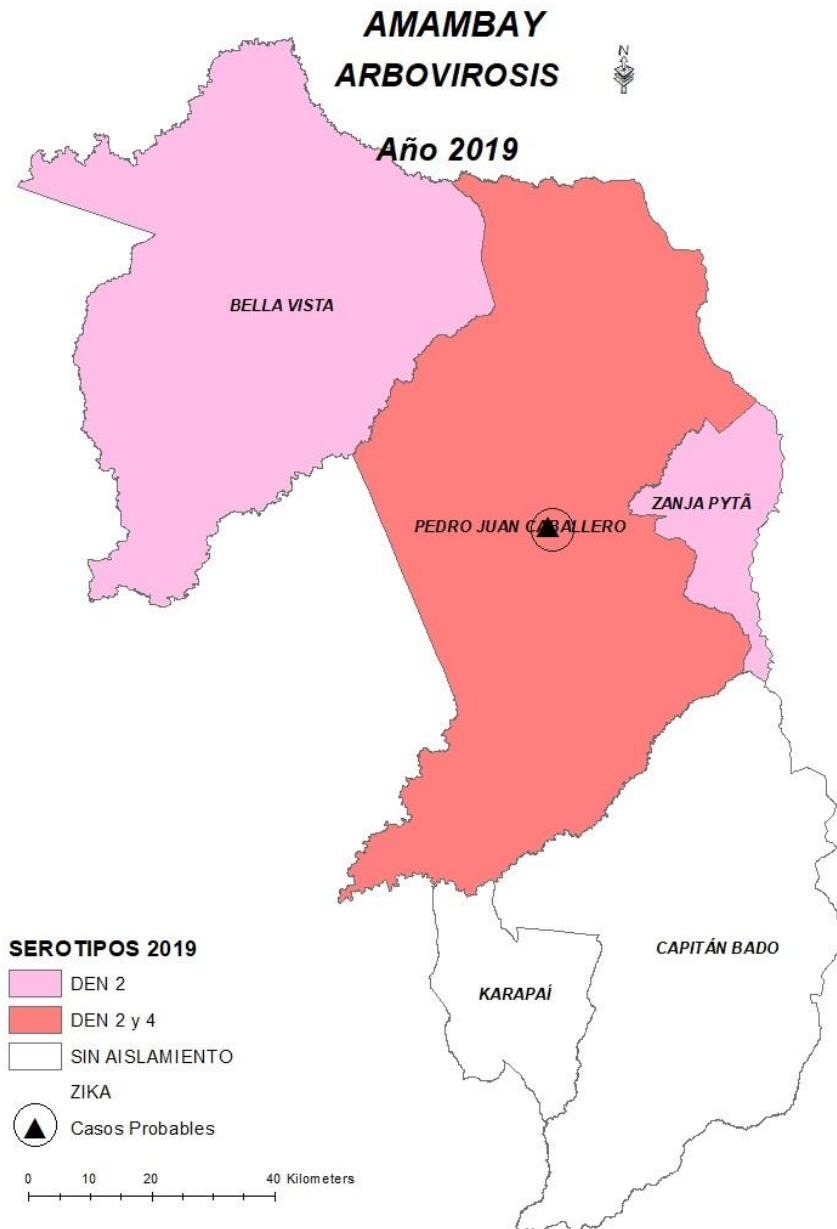 AMAMBAY
ARBOVIROSIS
N
Año 2019
BELLA VISTA
ZANJA PYTÃ
PEDRO JUAN CABALLERO
CAPITÁN BADO
KARAPAÍ
SEROTIPOS 2019
DEN 2
DEN 2 y 4
SIN AISLAMIENTO
ZIKA
Casos Probables
0 10 20 40 Kilometers